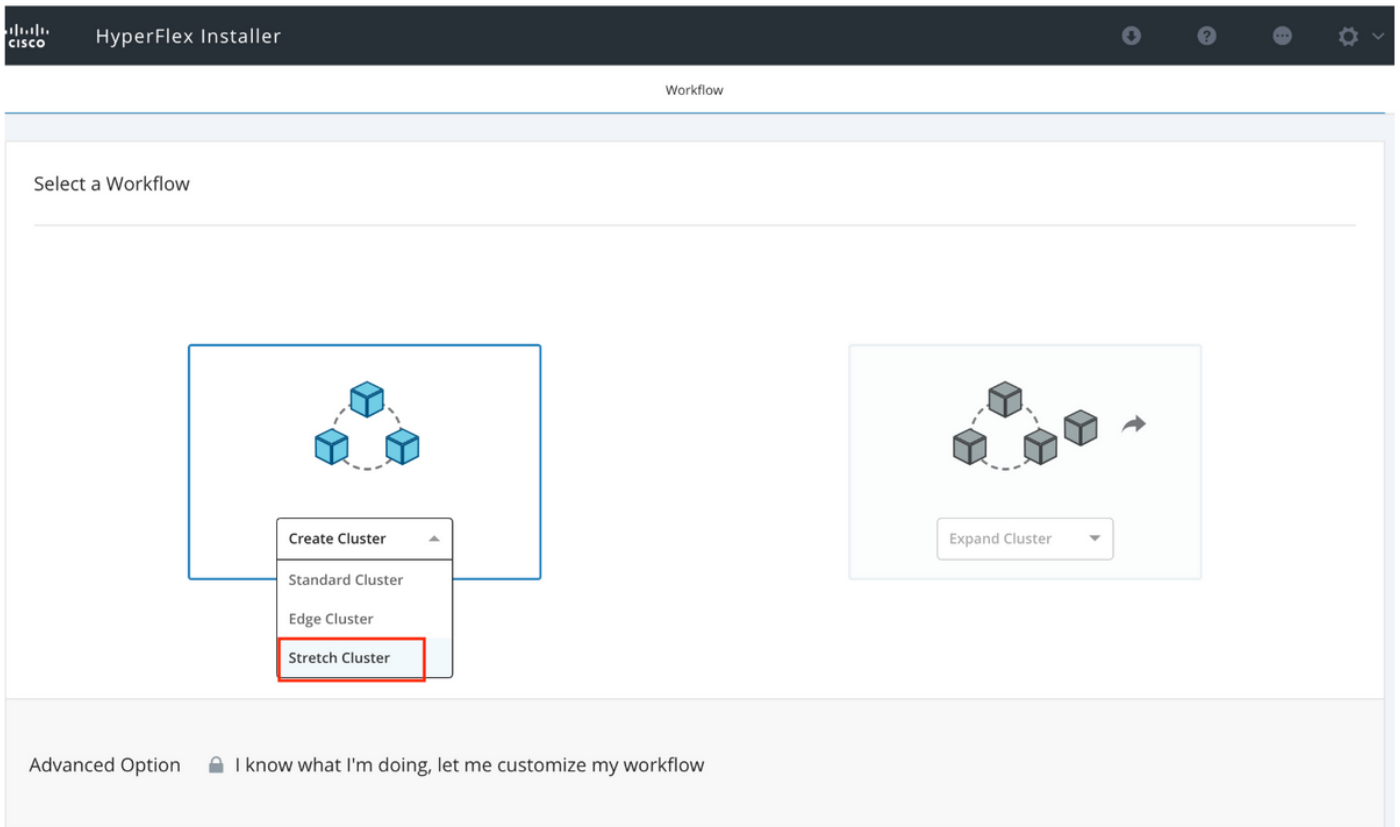 cisco
HyperFlex Installer
Workflow
Select a Workflow
Create Cluster
Standard Cluster
Edge Cluster
Stretch Cluster
Expand Cluster
Advanced Option I know what I'm doing, let me customize my workflow